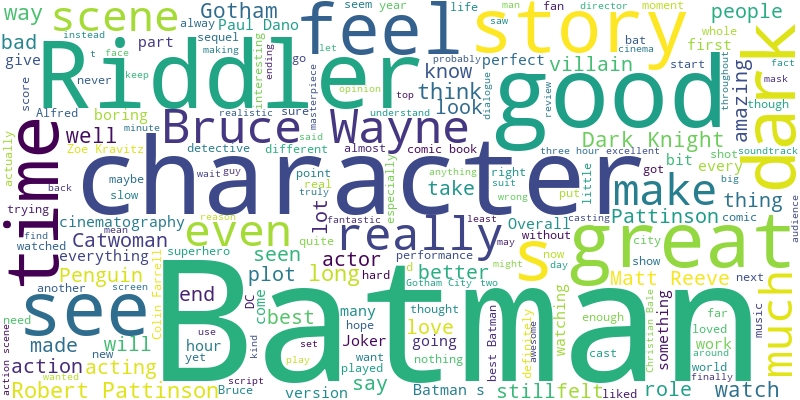 way
scene
Gotham
Paul Dano
alway
seem
year
life
fan
man
director
moment
say
saw
bat
cinema
people
bad
give
instead
t
face
making
keep
score
sequel
part
never
ending
go
let
interesting
masterpiece
opinion
top
Riddler
feel
story
probably
know
think
look
perfect
dialogue
villain
review
first
start
whole
throughout
fact
mask
though
amazing
dark
good
Alfred
boring
well
minute
realistic
sure
said
understand
Bruce Wayne
Dark Knight
soundtrack
time
actually
Zoe Kravitz
detective
different
almost
comic book
three hour excellent
bit
shot
every
maybe
slow
back
wait
guy
point
real
truly
especially
anything
take
right
suit
wrong
got
put
little
make
big
thing
audience
trying
character
cinematography
find
mean
reason
fantastic
lot
least
casting
Pattinson
comic
watched
Catwoman
even
quite
really
may
without
Overall
city
everything
superhero
seen
actor
performance
d
s
now
day
might
great
show
Matt Reeve
next
Penguin
another
screen
Colin Farrell
plot
long
hard
better
Gotham City two
much
see
need
made
will
new
end
DC
come
best
many
hope
thought
love
going
nothing
best Batman
definitely
awesome
watching
enough
cast
Christian Bale
something
far
loved
work
around
world
finally
music
Batman
action scene
action
acting
wanted
hour
yet
use
kind
set
play
Joker
want
played
Robert Pattinson
script
Bruce
version
say
Batman s
still
felt
liked
role
watch